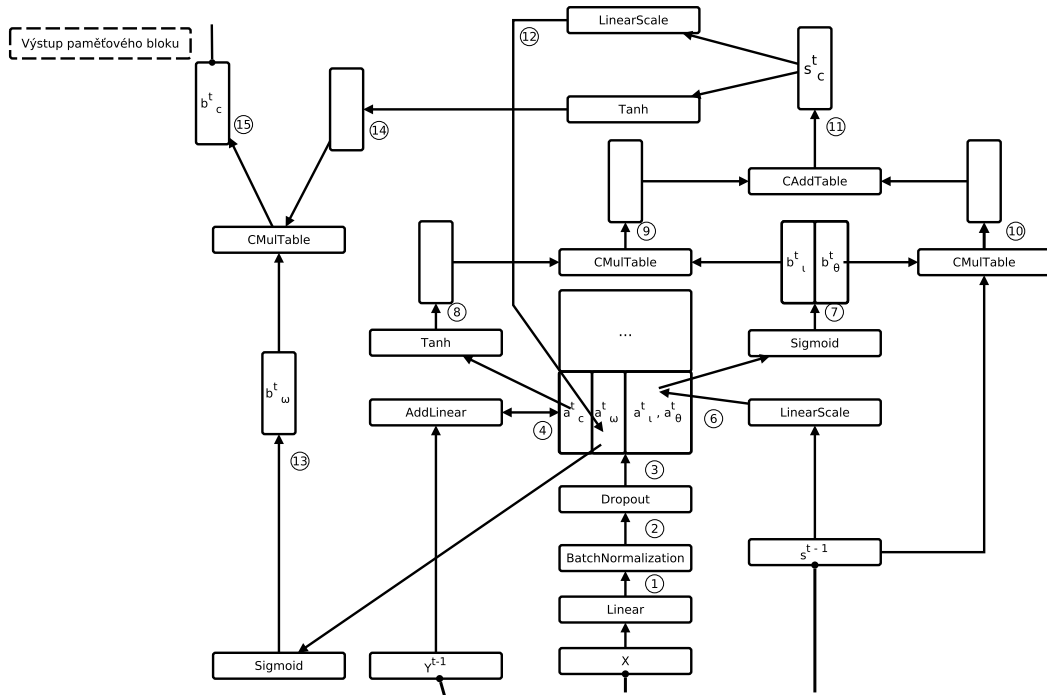 LinearScale
12
Výstup paměťového bloku
s^t_c
b^t_c
15
14
Tanh
11
CAddTable
9
10
CMulTable
CMulTable
b^t_ι
b^t_θ
CMulTable
8
7
...
Tanh
Sigmoid
b^t_ω
AddLinear
4
a^t_c
a^t_ω
a^t_ι, a^t_θ
6
LinearScale
13
3
Dropout
2
BatchNormalization
s^t-1
1
Linear
Sigmoid
Y^t-1
X